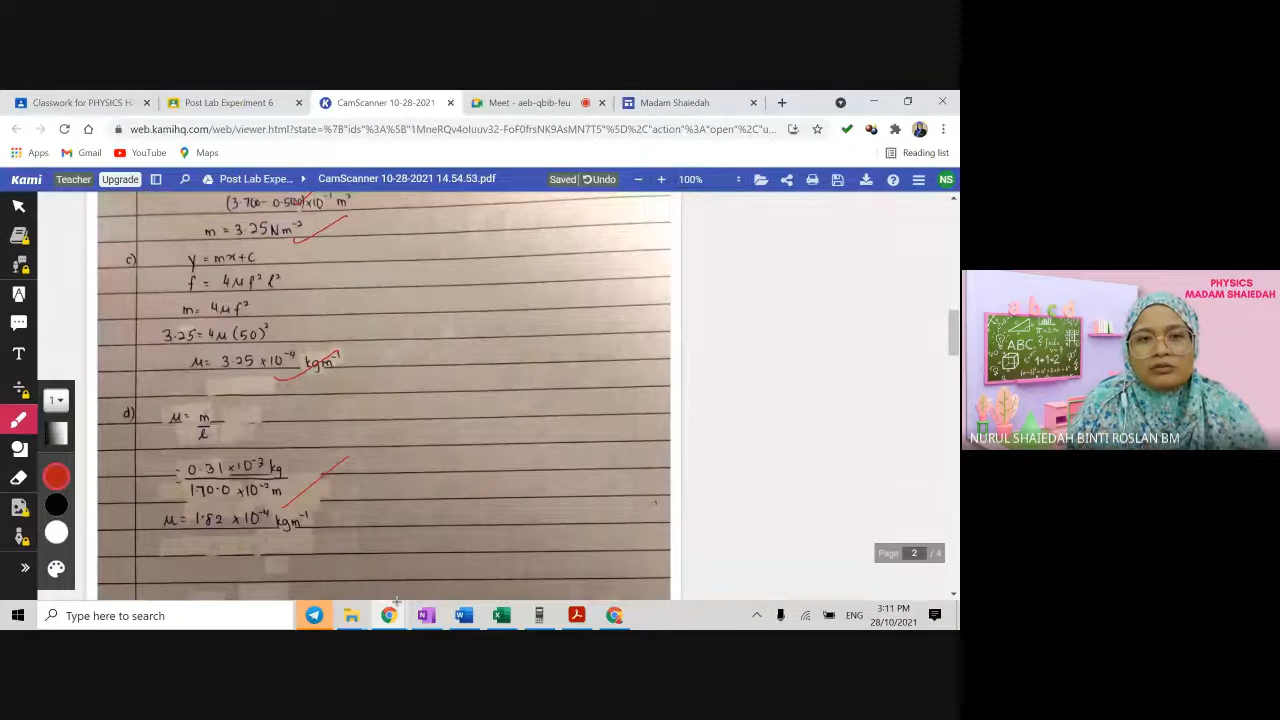 Classwork for PHYSICS H
Post Lab Experiment 6
CamScanner 10-28-2021
Meet - aeb-qbib-feu
Madam Shaiedah
web.kamihq.com/web/viewer.html?state=%7B"ids"%3A%5B"1MneRQv4oIuuv32-FoF0frsNK9AsMN7T5"%5D%2C"action"%3A"open"%2C"u...
Apps
Gmail
YouTube
Maps
Reading list
Kami
Teacher
Upgrade
Post Lab Expe...
CamScanner 10-28-2021 14.54.53.pdf
Saved
Undo
100%
NS
(3.700 - 0.500) x10⁻¹ m²
m = 3.25 Nm⁻²
c)
y = mx + c
f = 4μf² l²
m = 4μf²
3.25 = 4μ (50)²
μ = 3.25 x10⁻⁴ kgm⁻¹
d)
μ = m
l
= 0.31 x10⁻³ kg
170.0 x10⁻² m
μ = 1.82 x10⁻⁴ kgm⁻¹
1
T
Page 2 / 4
PHYSICS
MADAM SHAIEDAH
ABC
1+1=2
NURUL SHAIEDAH BINTI ROSLAN BM
Type here to search
ENG
3:11 PM
28/10/2021